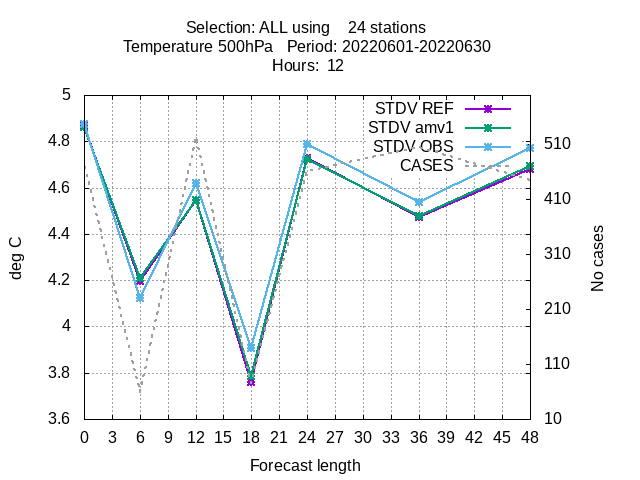 Selection: ALL using    24 stations
Temperature 500hPa   Period: 20220601-20220630
Hours:  12
STDV REF
STDV amv1
STDV OBS
CASES
5
4.8
4.6
4.4
4.2
4
3.8
3.6
510
410
310
210
110
10
deg C
No cases
0 3 6 9 12 15 18 21 24 27 30 33 36 39 42 45 48
Forecast length